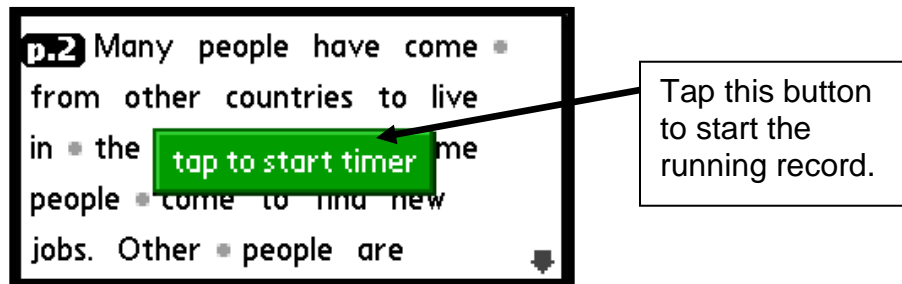 p.2 Many people have come
from other countries to live
in the me
tap to start timer
people come to find new
jobs. Other people are
Tap this button
to start the
running record.